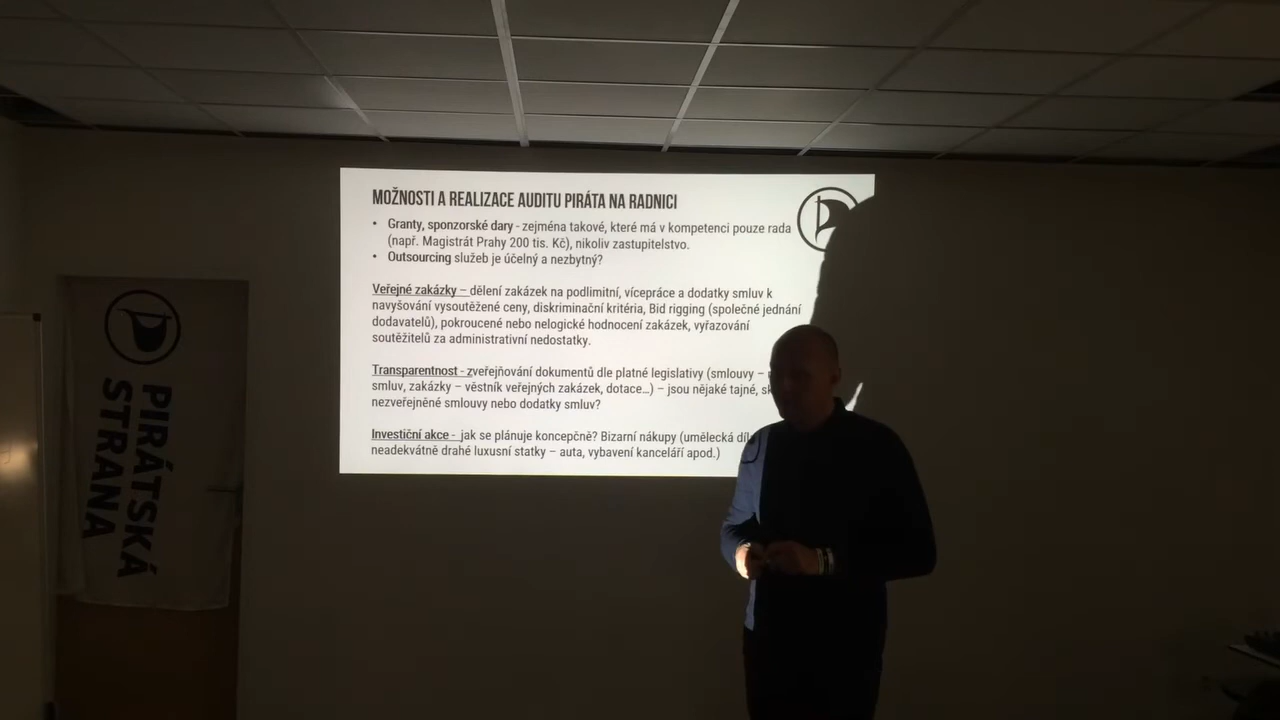 MOŽNOSTI A REALIZACE AUDITU PIRÁTA NA RADNICI
• Granty, sponzorské dary - zejména takové, které má v kompetenci pouze rada
(např. Magistrát Prahy 200 tis. Kč), nikoliv zastupitelstvo.
• Outsourcing služeb je účelný a nezbytný?
Veřejné zakázky – dělení zakázek na podlimitní, vícepráce a dodatky smluv k
navyšování vysoutěžené ceny, diskriminační kritéria, Bid rigging (společné jednání
dodavatelů), pokroucené nebo nelogické hodnocení zakázek, vyřazování
soutěžitelů za administrativní nedostatky.
Transparentnost - zveřejňování dokumentů dle platné legislativy (smlouvy –
smluv, zakázky – věstník veřejných zakázek, dotace…) – jsou nějaké tajné,
nezveřejněné smlouvy nebo dodatky smluv?
Investiční akce - jak se plánuje koncepčně? Bizarní nákupy (umělecká
neadekvátně drahé luxusní statky – auta, vybavení kanceláří apod.)
PIRÁTSKÁ
STRANA